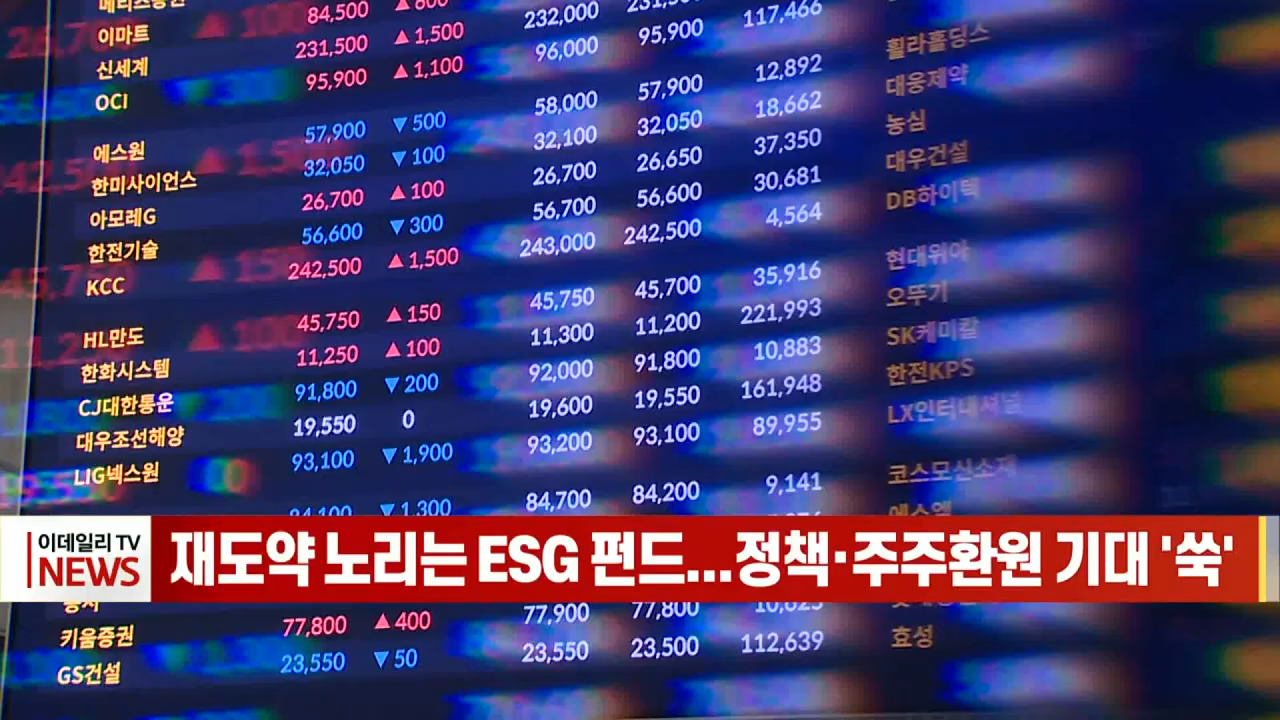 메리츠증권
이마트 84,500 ▲800 232,000
신세계 231,500 ▲1,500 96,000 95,900 117,466
OCI 95,900 ▲1,100 휠라홀딩스
58,000 57,900 12,892 대웅제약
에스원 57,900 ▼500 32,100 32,050 18,662 농심
한미사이언스 32,050 ▼100 26,700 26,650 37,350 대우건설
아모레G 26,700 ▲100 56,700 56,600 30,681 DB하이텍
한전기술 56,600 ▼300 243,000 242,500 4,564
KCC 242,500 ▲1,500 현대위아
45,750 45,700 35,916 오뚜기
HL만도 45,750 ▲150 11,300 11,200 221,993 SK케미칼
한화시스템 11,250 ▲100 92,000 91,800 10,883 한전KPS
CJ대한통운 91,800 ▼200 19,600 19,550 161,948 LX인터내셔널
대우조선해양 19,550 0 93,200 93,100 89,955
LIG넥스원 93,100 ▼1,900 코스모신소재
84,100 ▼1,300 84,700 84,200 9,141
이데일리 TV
NEWS
재도약 노리는 ESG 펀드...정책·주주환원 기대 '쑥'
77,900 77,800
키움증권 77,800 ▲400 23,550 23,500 112,639 효성
GS건설 23,550 ▼50